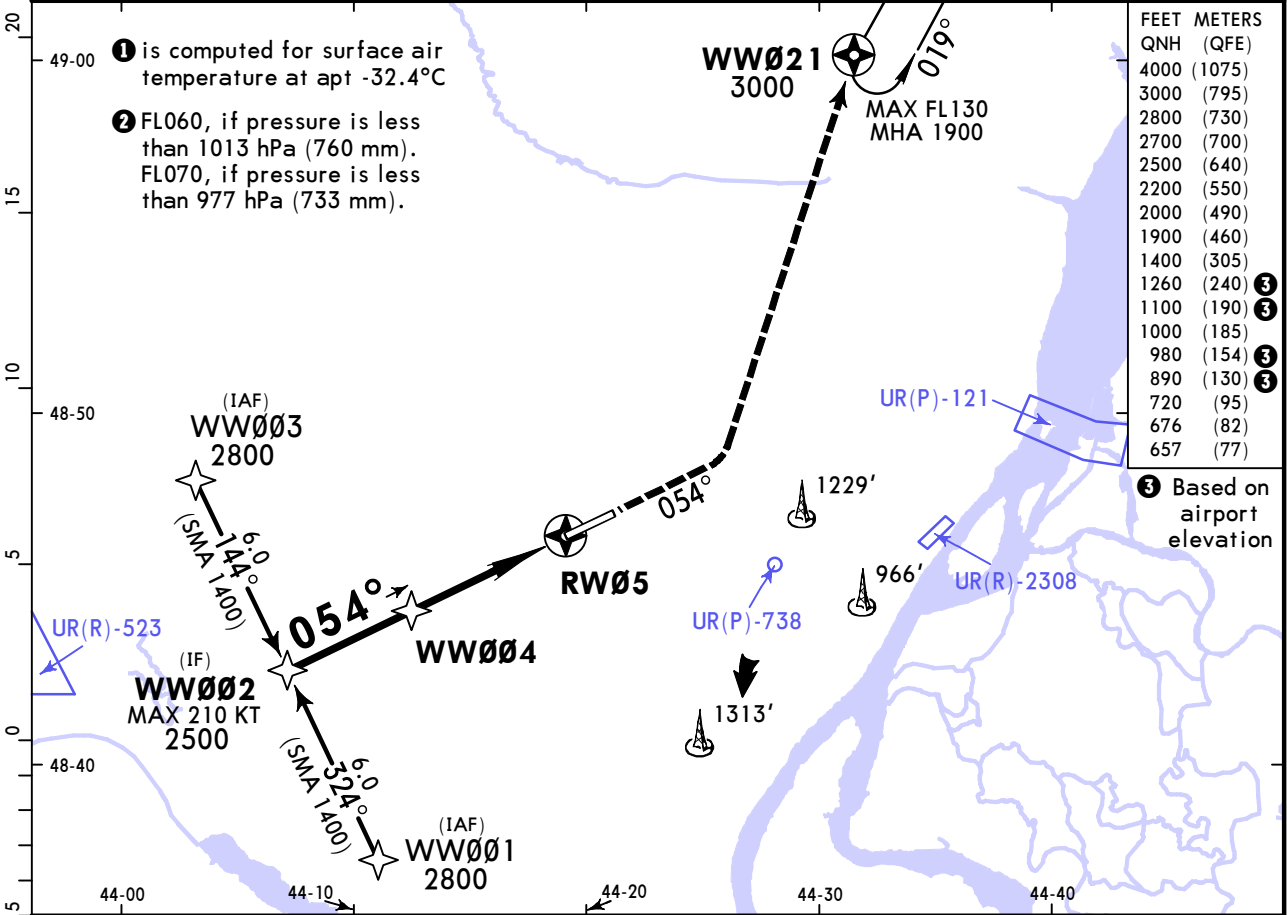 20
49-00
❶ is computed for surface air
temperature at apt -32.4°C
❷ FL060, if pressure is less
than 1013 hPa (760 mm).
FL070, if pressure is less
than 977 hPa (733 mm).
WWØ21
3000
019°
MAX FL130
MHA 1900
FEET METERS
QNH (QFE)
4000 (1075)
3000 (795)
2800 (730)
2700 (700)
2500 (640)
2200 (550)
2000 (490)
1900 (460)
1400 (305)
1260 (240) ❸
1100 (190) ❸
1000 (185)
980 (154) ❸
890 (130) ❸
720 (95)
676 (82)
657 (77)
❸ Based on
airport
elevation
15
10
48-50
(IAF)
WWØØ3
2800
UR(P)-121
6.0
144°
(SMA 1400)
054°
1229'
5
RWØ5
966'
UR(R)-2308
UR(P)-738
054°
WWØØ4
UR(R)-523
(IF)
WWØØ2
MAX 210 KT
2500
1313'
0
48-40
6.0
324°
(SMA 1400)
(IAF)
WWØØ1
2800
5
44-00
44-10
44-20
44-30
44-40